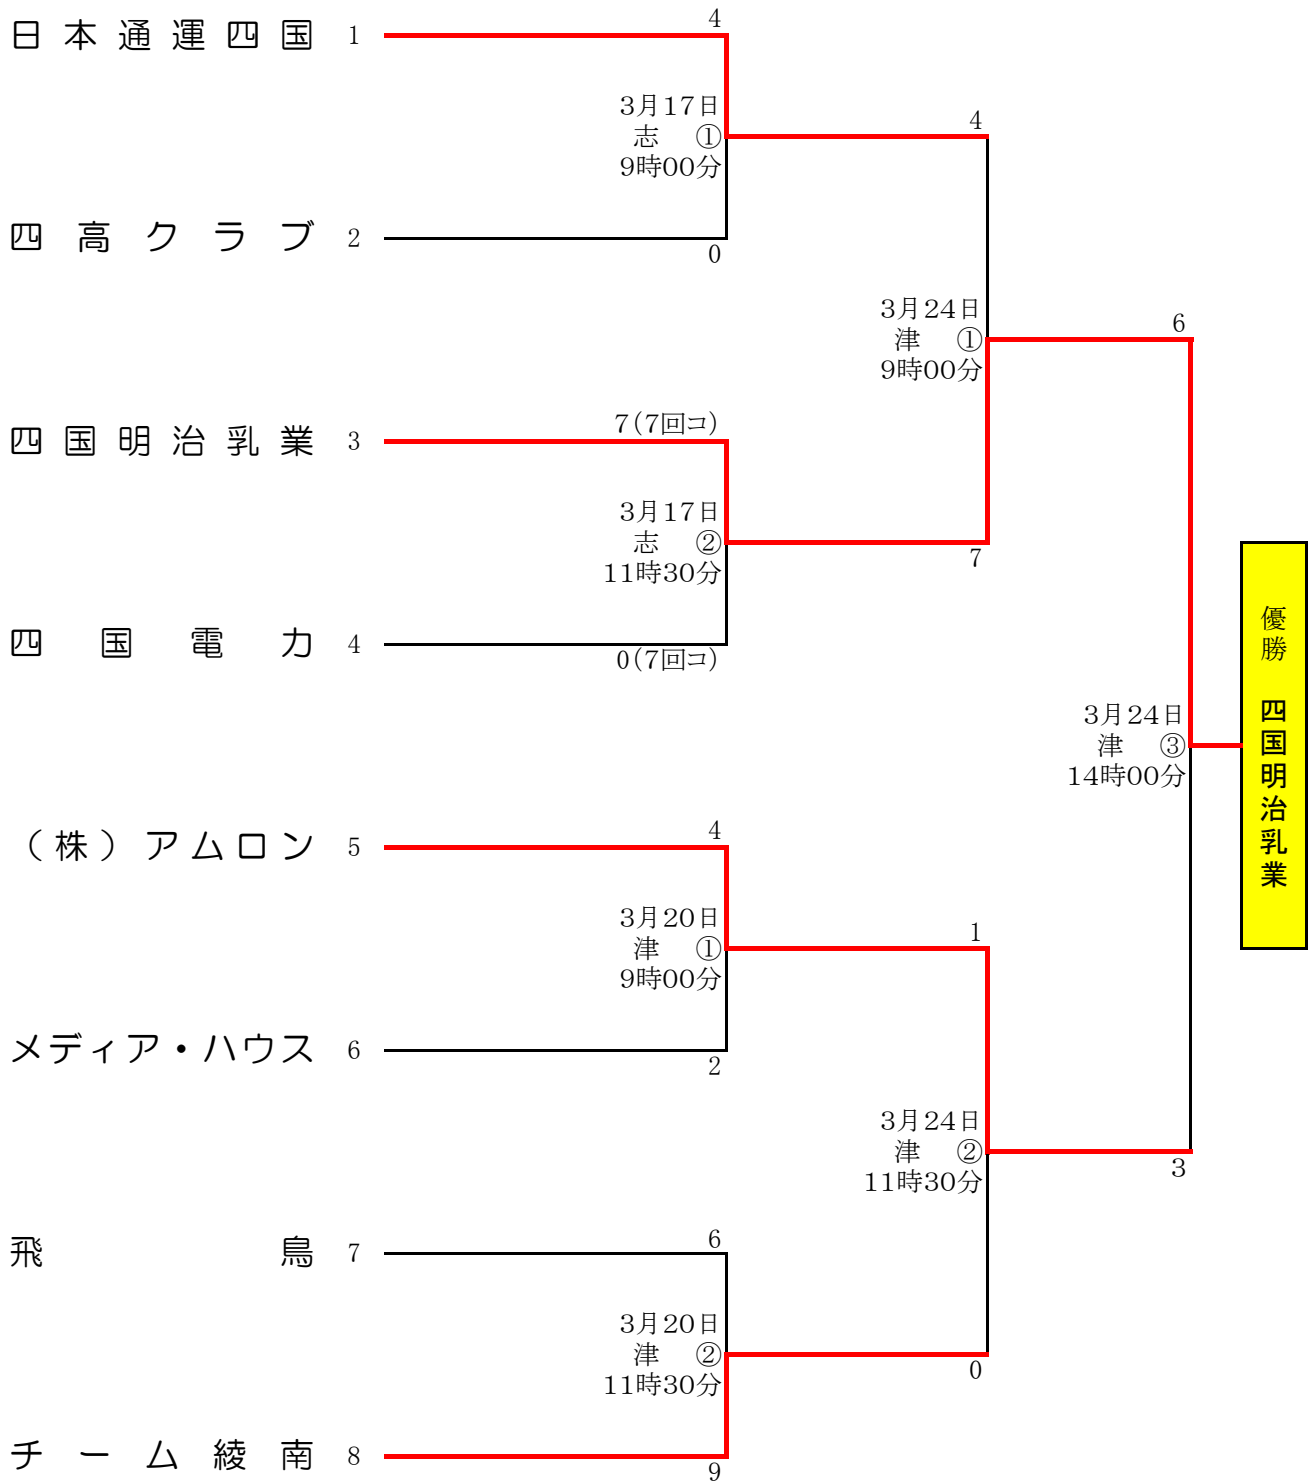 日本通運四国 1
4
3月17日
志 ①
9時00分
四高クラブ 2
0
4
3月24日
津 ①
9時00分
6
四国明治乳業 3
7(7回コ)
3月17日
志 ②
11時30分
7
四国電力 4
0(7回コ)
優勝 四国明治乳業
3月24日
津 ③
14時00分
(株)アムロン 5
4
3月20日
津 ①
9時00分
1
メディア・ハウス 6
2
3月24日
津 ②
11時30分
3
飛鳥 7
6
3月20日
津 ②
11時30分
0
チーム綾南 8
9